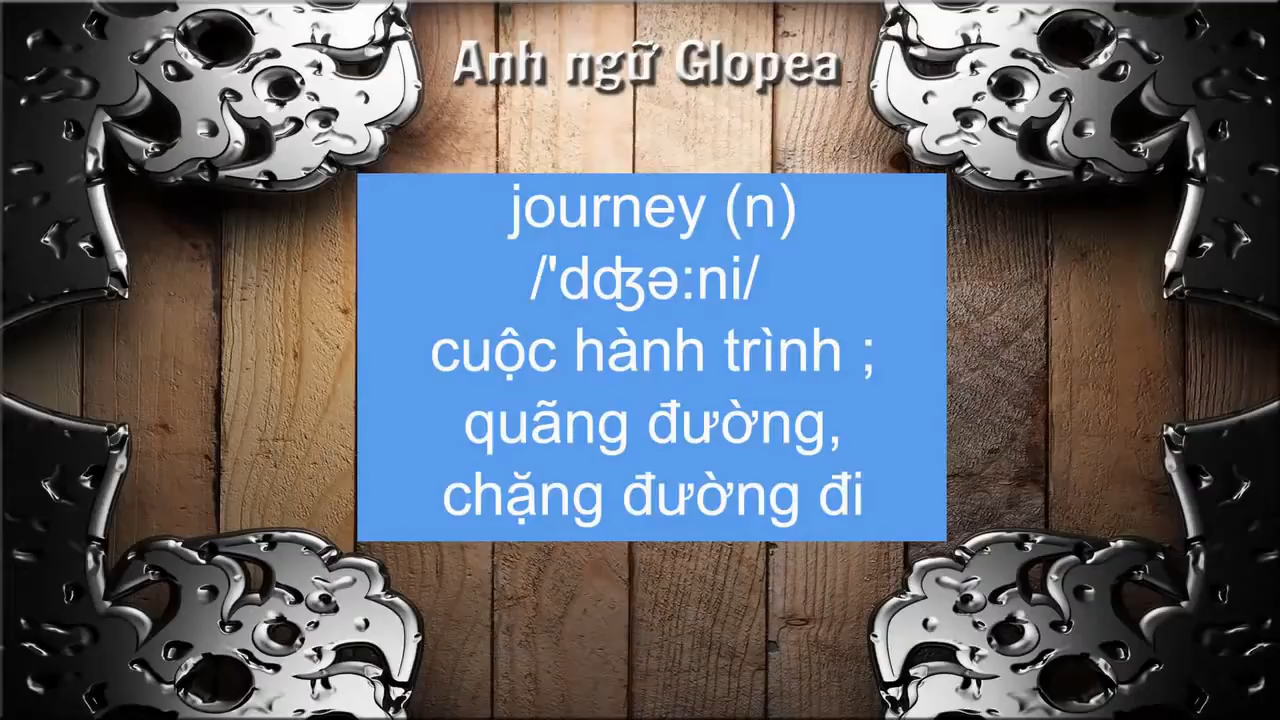 Anh ngữ Glopea
journey (n)
/'dʤə:ni/
cuộc hành trình ;
quãng đường,
chặng đường đi